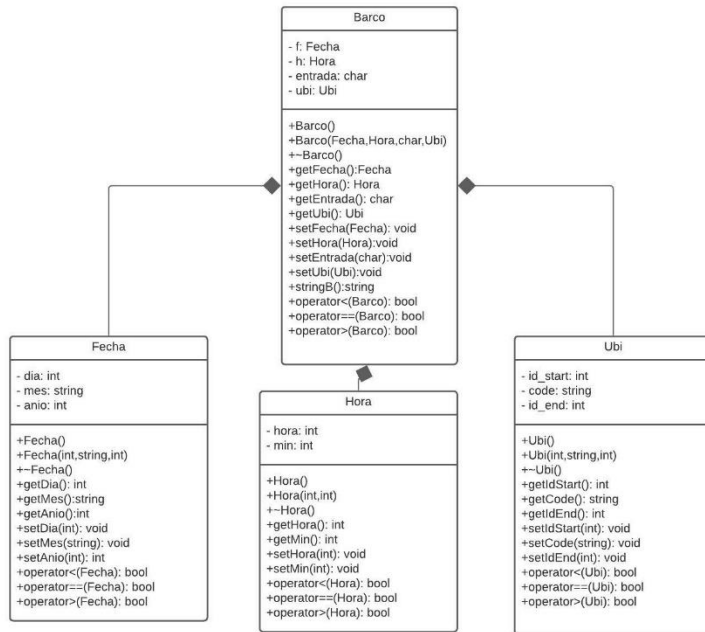 Barco
- f: Fecha
- h: Hora
- entrada: char
- ubi: Ubi
+Barco()
+Barco(Fecha,Hora,char,Ubi)
+~Barco()
+getFecha():Fecha
+getHora(): Hora
+getEntrada(): char
+getUbi(): Ubi
+setFecha(Fecha): void
+setHora(Hora):void
+setEntrada(char):void
+setUbi(Ubi):void
+stringB():string
+operator<(Barco): bool
+operator==(Barco): bool
+operator>(Barco): bool
Fecha
- dia: int
- mes: string
- anio: int
+Fecha()
+Fecha(int,string,int)
+~Fecha()
+getDia(): int
+getMes():string
+getAnio():int
+setDia(int): void
+setMes(string): void
+setAnio(int): int
+operator<(Fecha): bool
+operator==(Fecha): bool
+operator>(Fecha): bool
Hora
- hora: int
- min: int
+Hora()
+Hora(int,int)
+~Hora()
+getHora(): int
+getMin(): int
+setHora(int): void
+setMin(int): void
+operator<(Hora): bool
+operator==(Hora): bool
+operator>(Hora): bool
Ubi
- id_start: int
- code: string
- id_end: int
+Ubi()
+Ubi(int,string,int)
+~Ubi()
+getIdStart(): int
+getCode(): string
+getIdEnd(): int
+setIdStart(int): void
+setCode(string): void
+setIdEnd(int): void
+operator<(Ubi): bool
+operator==(Ubi): bool
+operator>(Ubi): bool